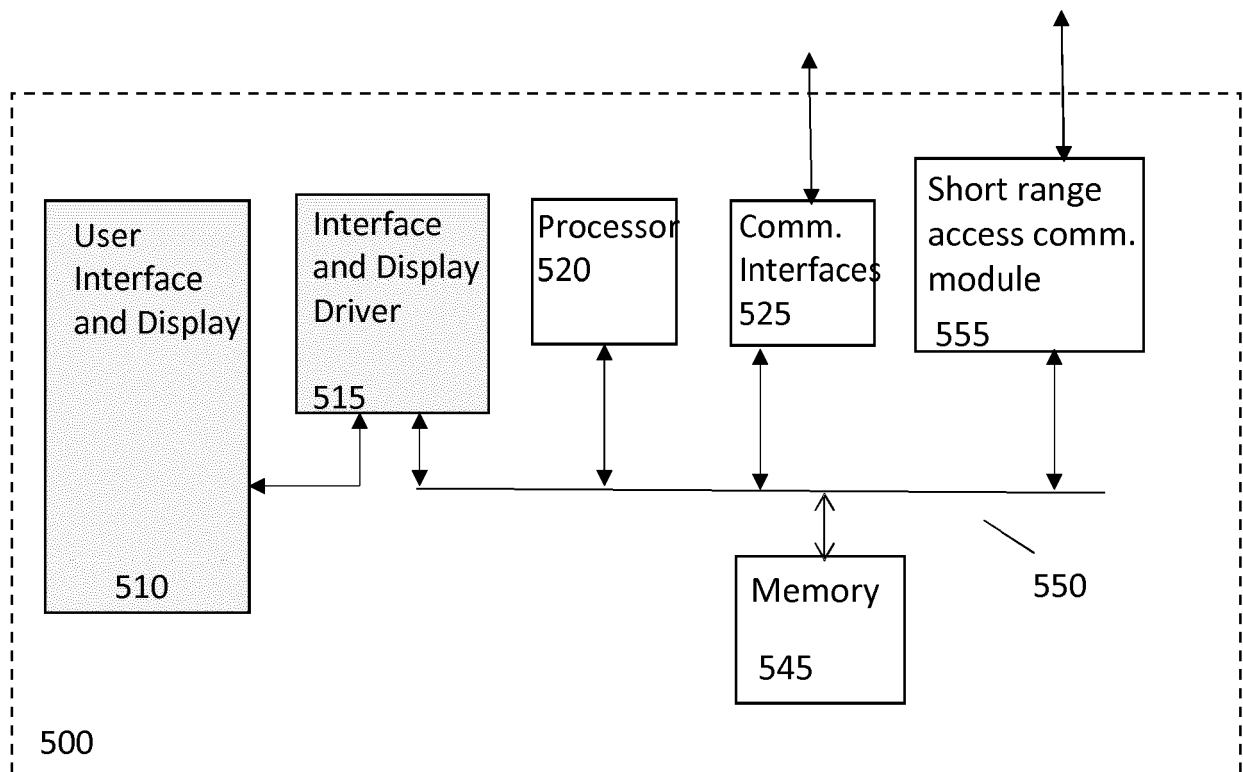 User
Interface
and Display
510
Interface
and Display
Driver
515
Processor
520
Comm.
Interfaces
525
Short range
access comm.
module
555
Memory
545
550
500